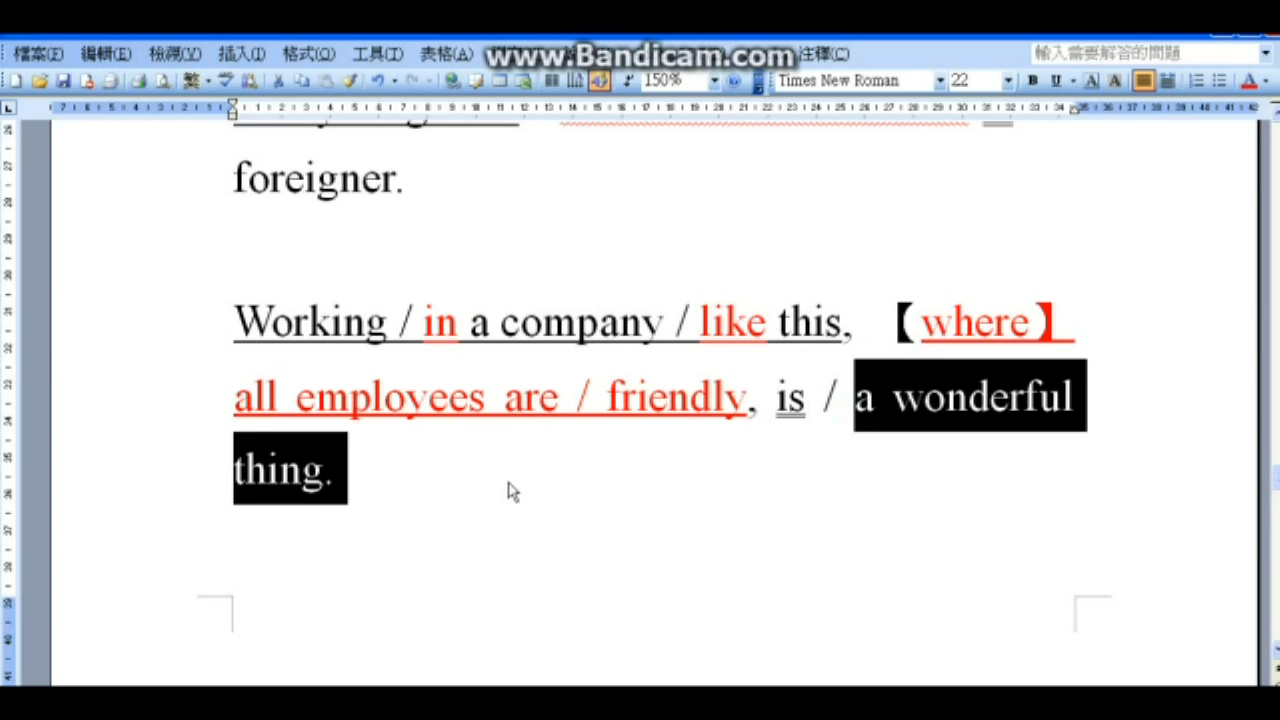 www.Bandicam.com
檔案(F) 編輯(E) 檢視(V) 插入(I) 格式(O) 工具(T) 表格(A) 注釋(C) 輸入需要解答的問題
150% Times New Roman 22 B U A A A
foreigner.
Working / in a company / like this, 【where】
all employees are / friendly, is / a wonderful
thing.